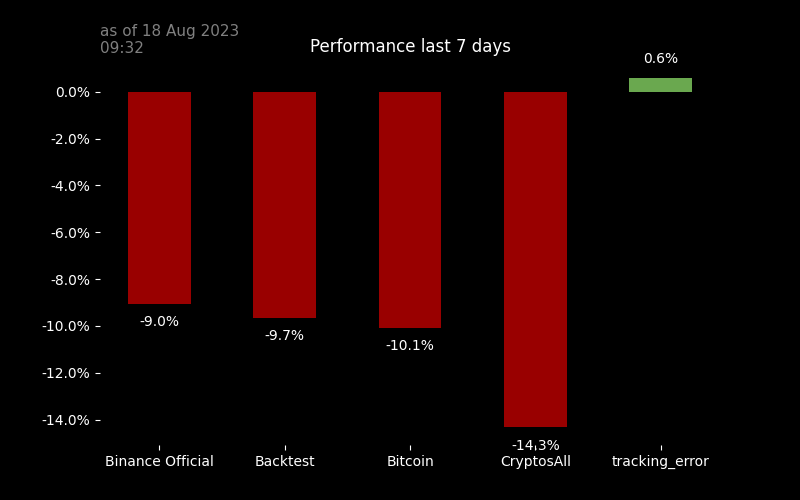 as of 18 Aug 2023
09:32
Performance last 7 days
0.6%
0.0%
-2.0%
-4.0%
-6.0%
-8.0%
-10.0%
-12.0%
-14.0%
-9.0%
-9.7%
-10.1%
-14.3%
Binance Official
Backtest
Bitcoin
CryptosAll
tracking_error